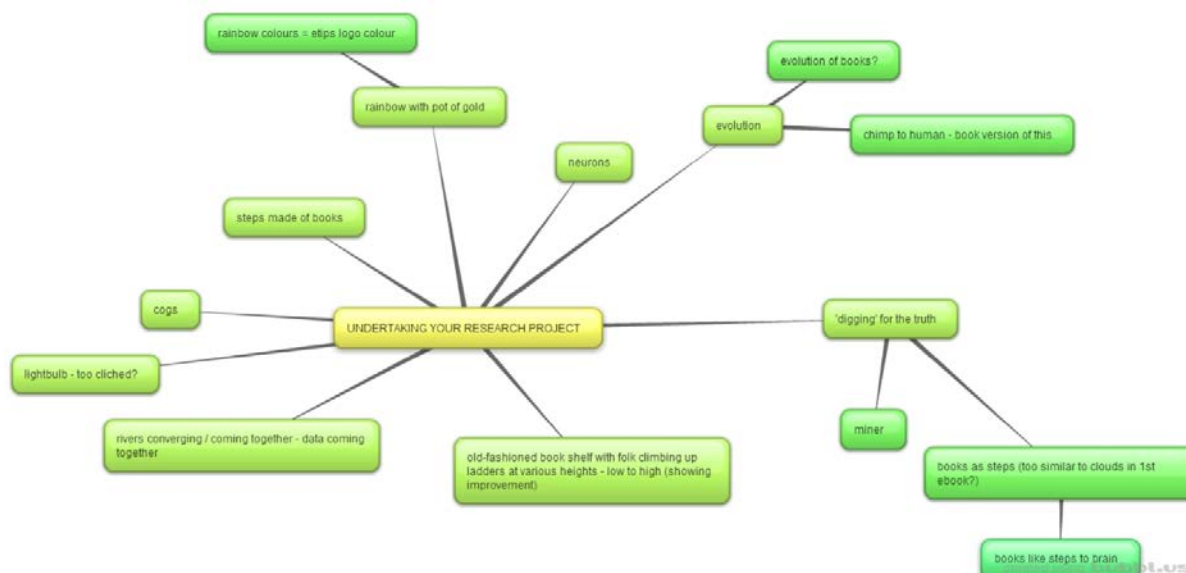 rainbow colours = etips logo colour
evolution of books?
rainbow with pot of gold
evolution
chimp to human - book version of this
neurons
steps made of books
cogs
UNDERTAKING YOUR RESEARCH PROJECT
'digging' for the truth
lightbulb - too cliched?
rivers converging / coming together - data coming
together
old-fashioned book shelf with folk climbing up
ladders at various heights - low to high (showing
improvement)
miner
books as steps (too similar to clouds in 1st
ebook?)
books like steps to brain
bubbl.us